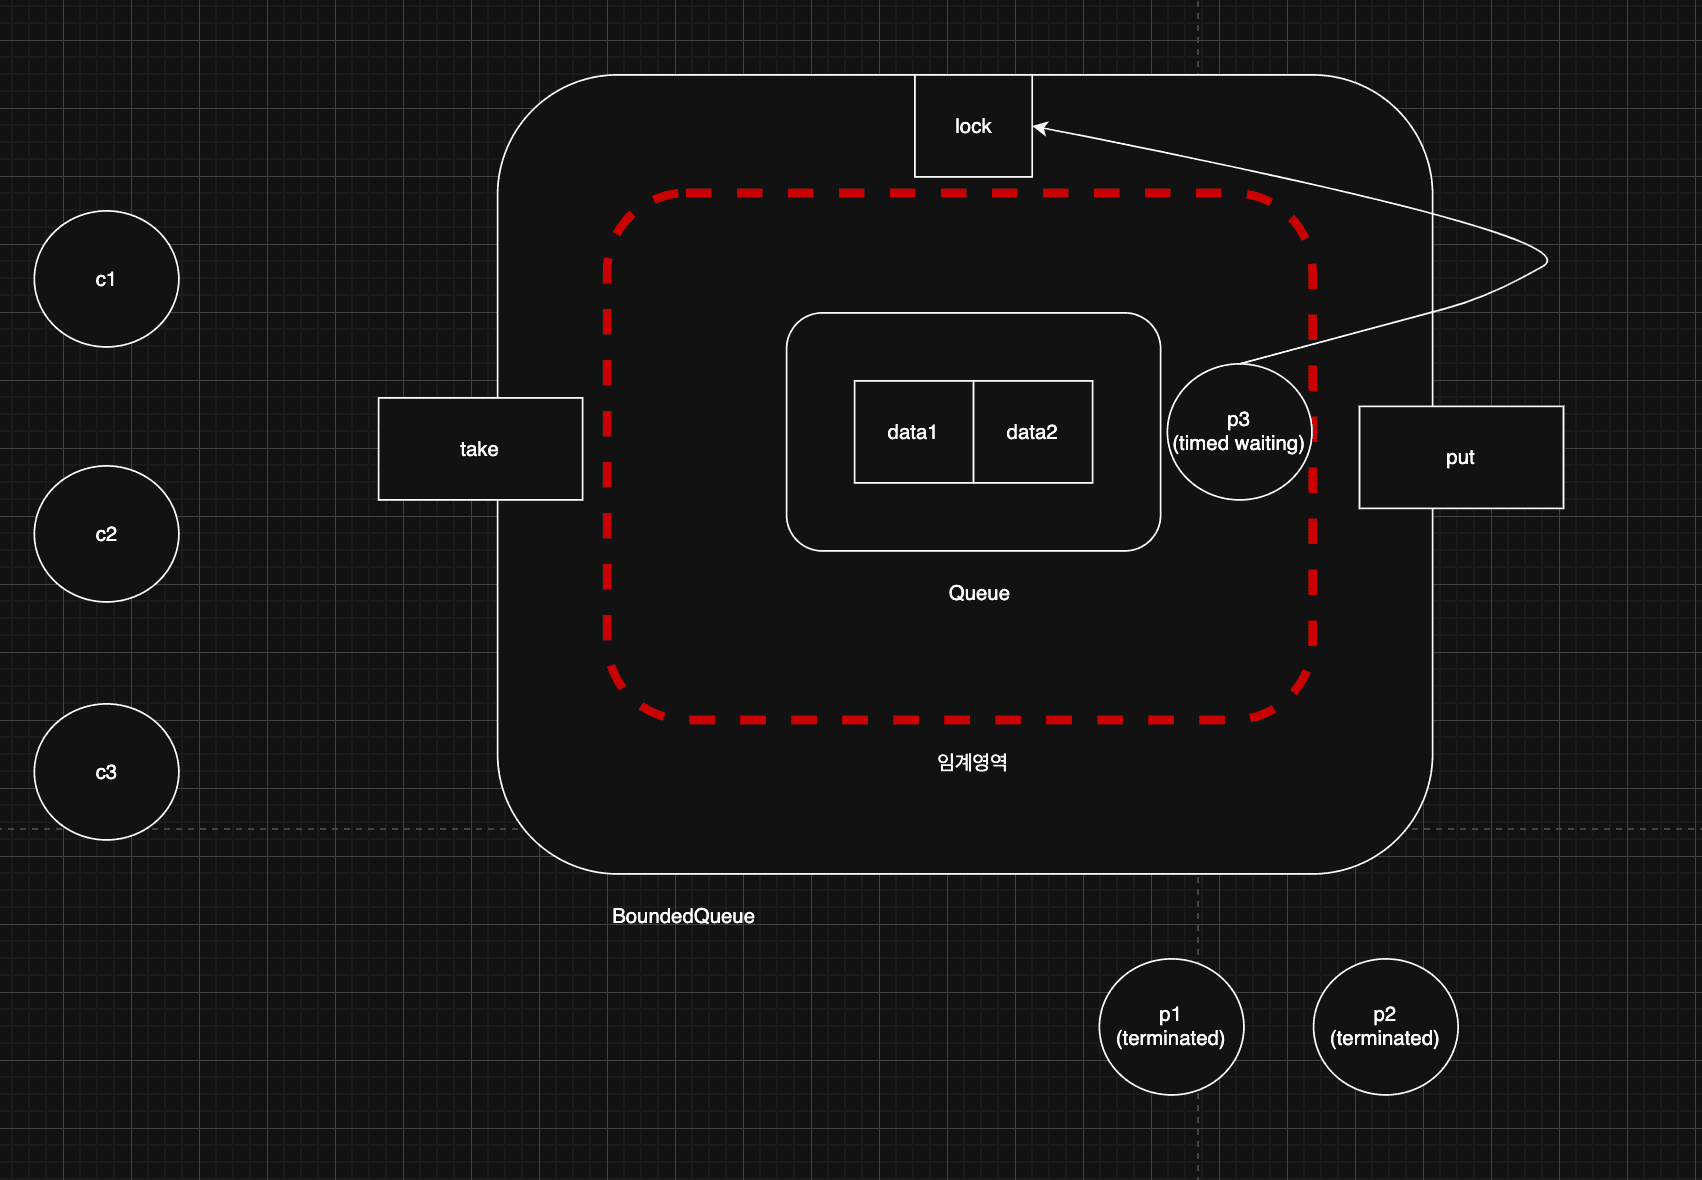 lock
c1
take
data1
data2
p3
(timed waiting)
put
c2
Queue
c3
임계영역
BoundedQueue
p1
(terminated)
p2
(terminated)